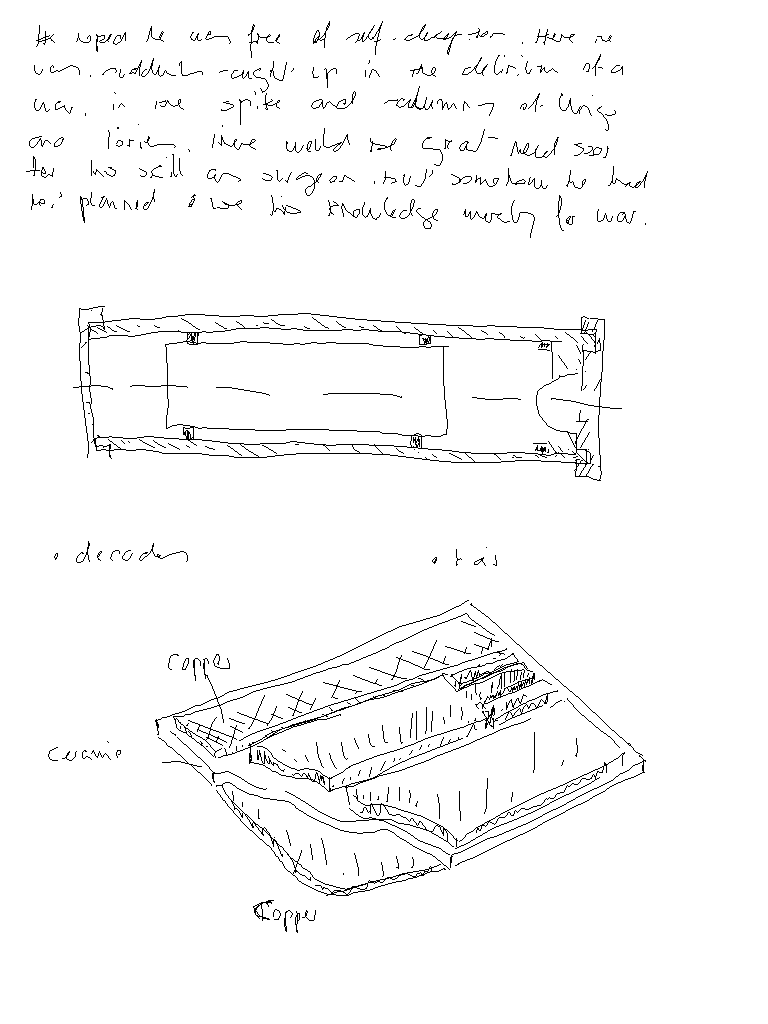 He hoped he was free of self-deception. Here he
was, suddenly caught up in the delirium of a
war, in the spite and calumny of Whigs
and Tories. There would be great need soon
for his skill as surgeon, but somehow he had
not planned to use his knowledge merely for war.
• decades
• tás
Copper
Ceramic
Copper